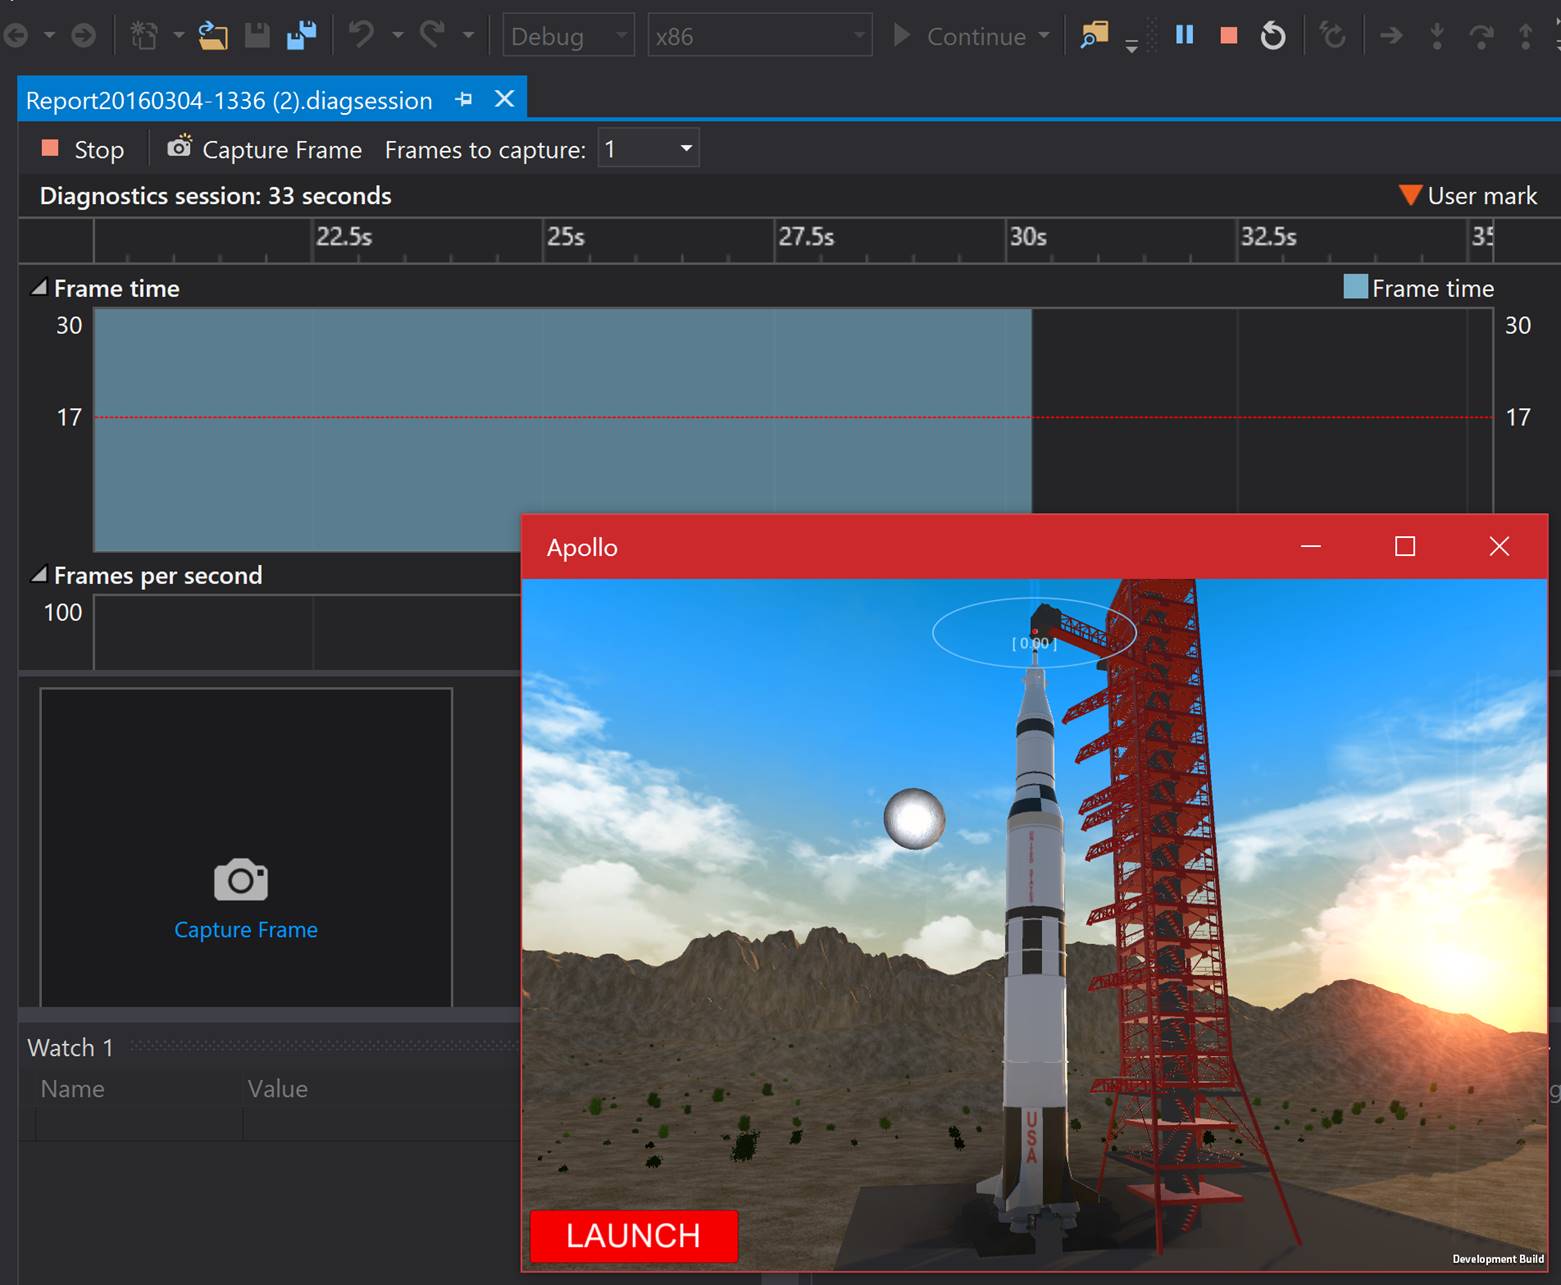 Debug x86 Continue
Report20160304-1336 (2).diagsession
Stop Capture Frame Frames to capture: 1
Diagnostics session: 33 seconds User mark
22.5s 25s 27.5s 30s 32.5s
Frame time Frame time
30 30
17 17
Apollo
Frames per second
100
[ 0.00 ]
UNITED STATES
Capture Frame
Watch 1
Name Value
USA
LAUNCH
Development Build